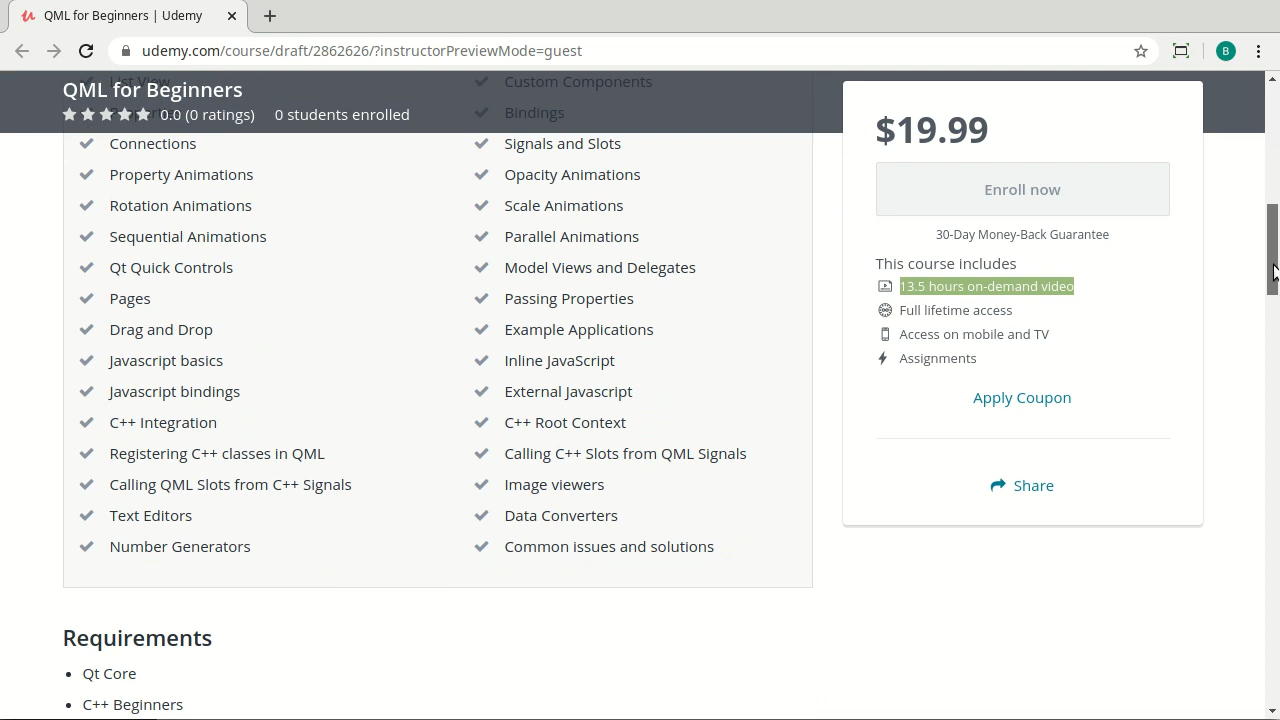 QML for Beginners | Udemy
udemy.com/course/draft/2862626/?instructorPreviewMode=guest
B
List View
Custom Components
QML for Beginners
Bindings
0.0 (0 ratings)
0 students enrolled
Connections
Signals and Slots
Property Animations
Opacity Animations
Rotation Animations
Scale Animations
Sequential Animations
Parallel Animations
Qt Quick Controls
Model Views and Delegates
Pages
Passing Properties
Drag and Drop
Example Applications
Javascript basics
Inline JavaScript
Javascript bindings
External Javascript
C++ Integration
C++ Root Context
Registering C++ classes in QML
Calling C++ Slots from QML Signals
Calling QML Slots from C++ Signals
Image viewers
Text Editors
Data Converters
Number Generators
Common issues and solutions
Requirements
Qt Core
C++ Beginners
$19.99
Enroll now
30-Day Money-Back Guarantee
This course includes
13.5 hours on-demand video
Full lifetime access
Access on mobile and TV
Assignments
Apply Coupon
Share